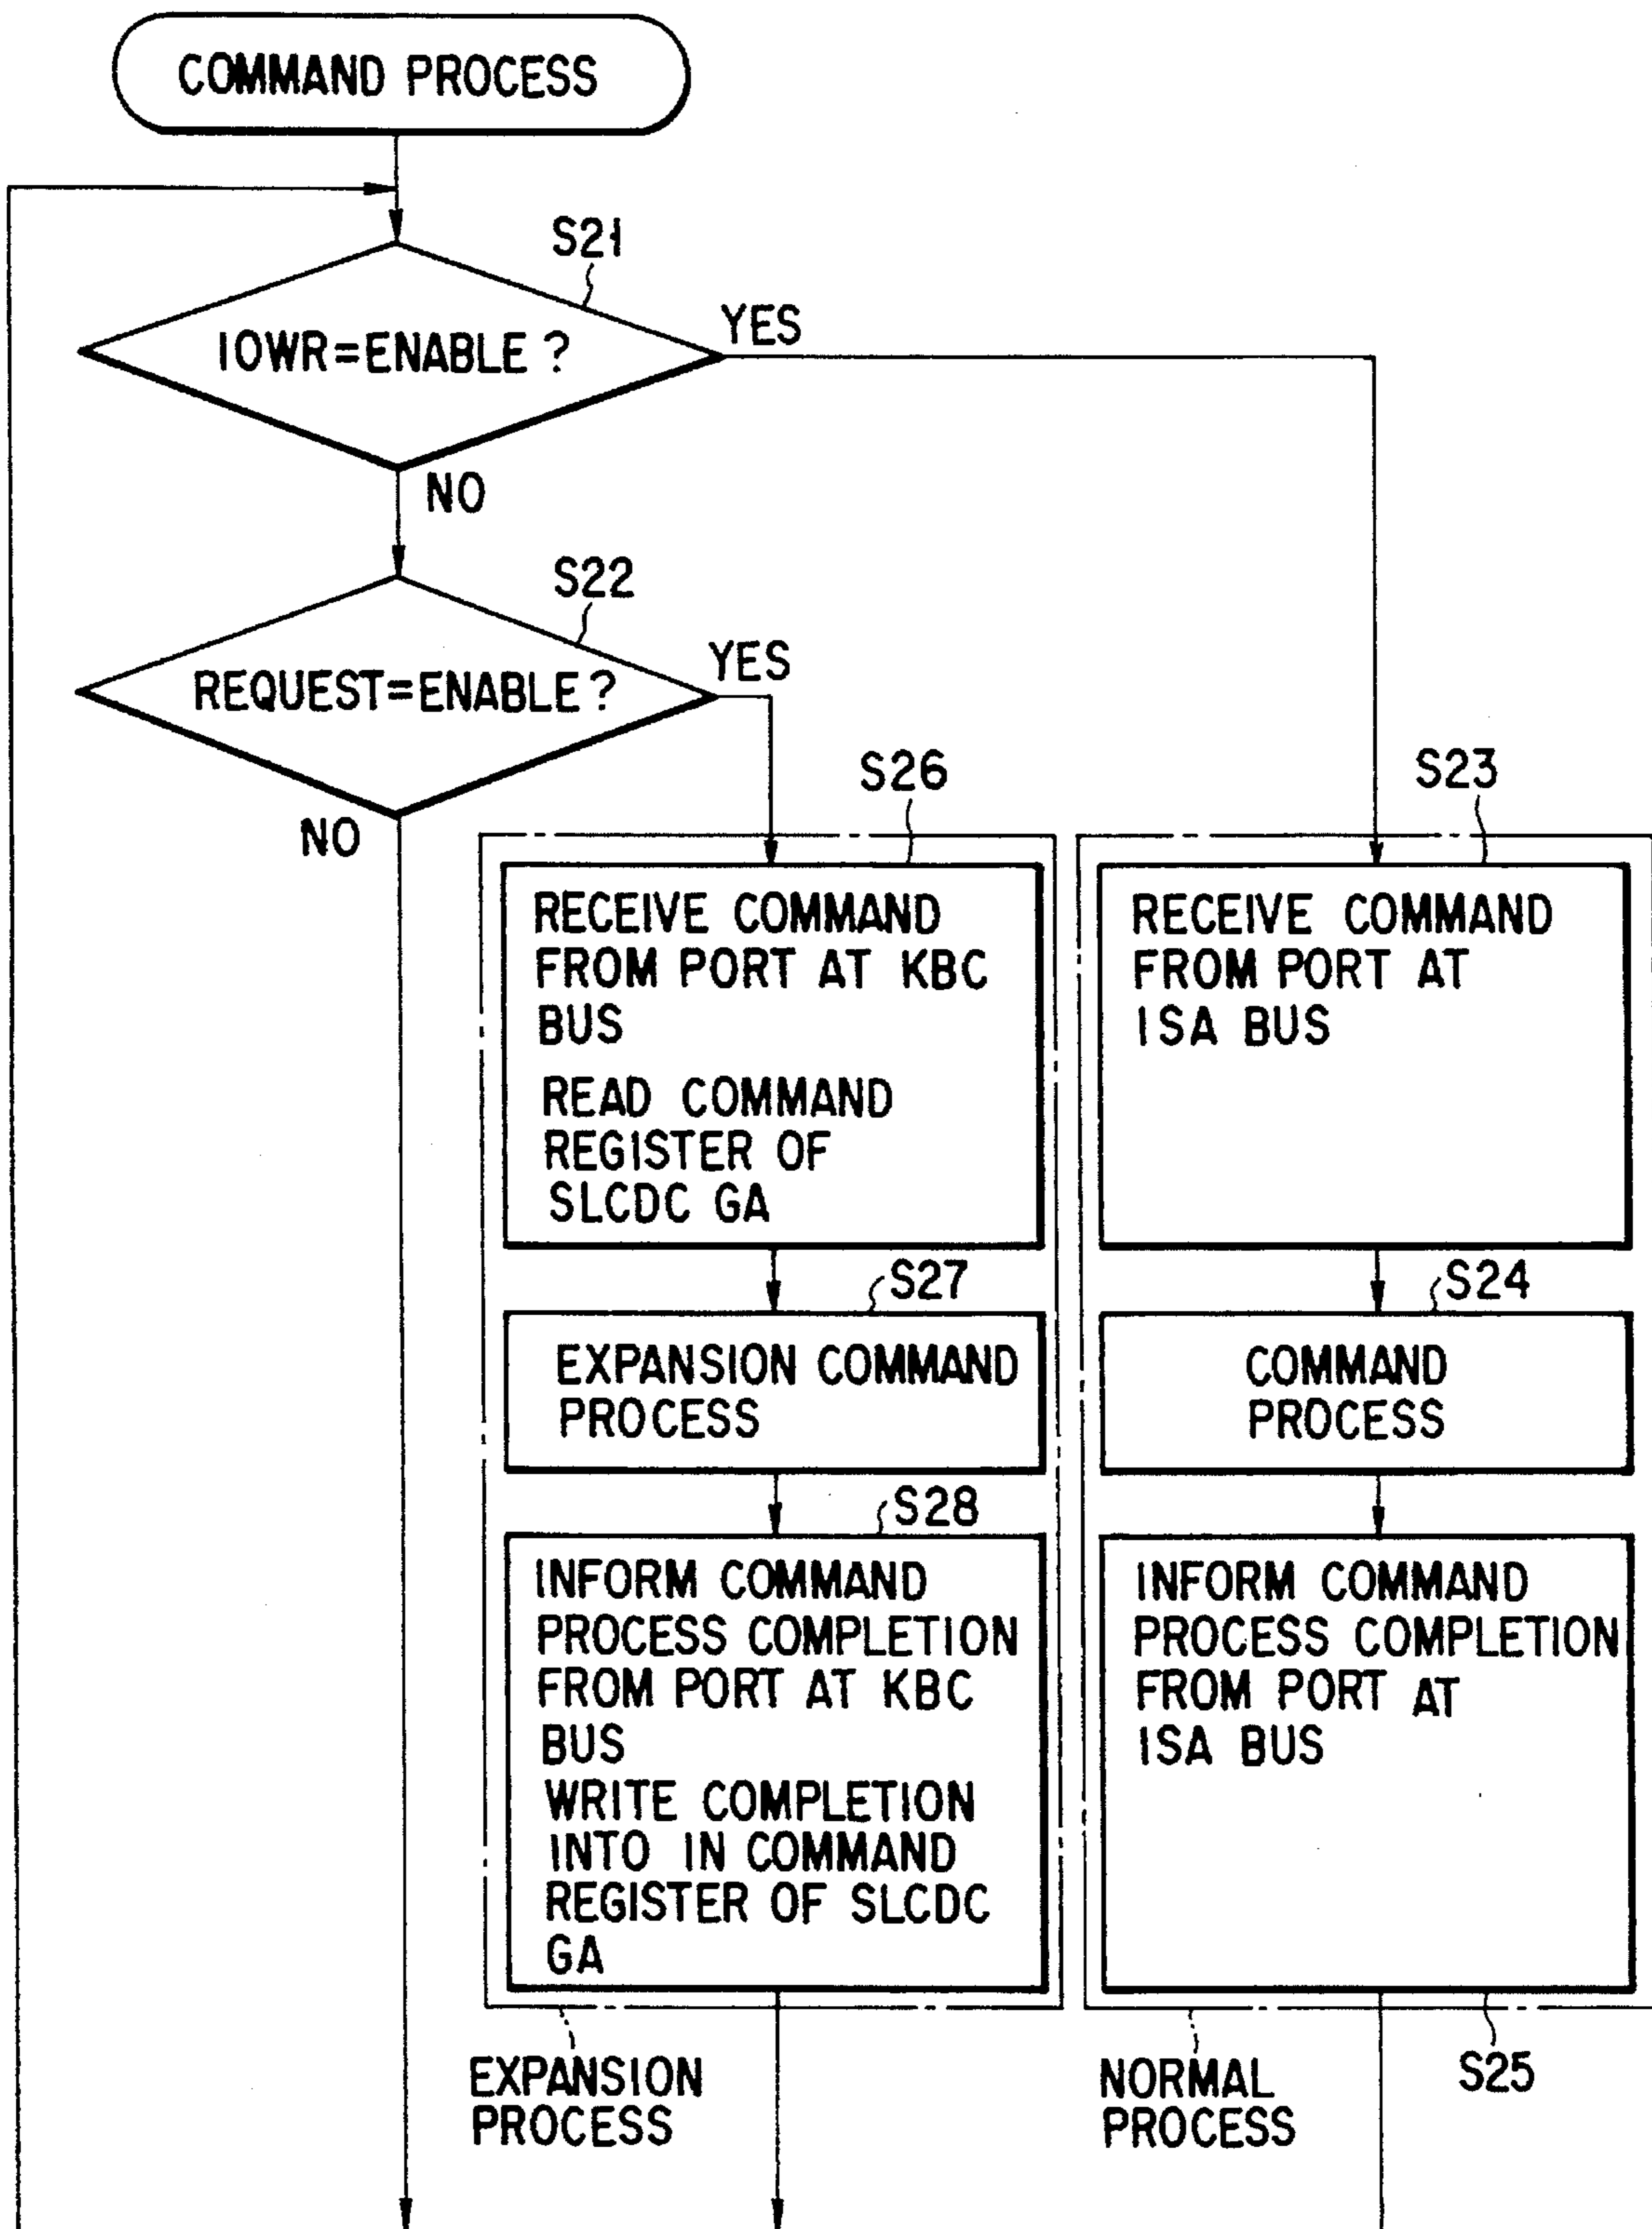 COMMAND PROCESS
S21
IOWR=ENABLE?
YES
NO
S22
REQUEST=ENABLE?
YES
NO
S26
RECEIVE COMMAND
FROM PORT AT KBC
BUS
READ COMMAND
REGISTER OF
SLCDC GA
S27
EXPANSION COMMAND
PROCESS
S28
INFORM COMMAND
PROCESS COMPLETION
FROM PORT AT KBC
BUS
WRITE COMPLETION
INTO IN COMMAND
REGISTER OF SLCDC
GA
EXPANSION
PROCESS
S23
RECEIVE COMMAND
FROM PORT AT
ISA BUS
S24
COMMAND
PROCESS
INFORM COMMAND
PROCESS COMPLETION
FROM PORT AT
ISA BUS
S25
NORMAL
PROCESS